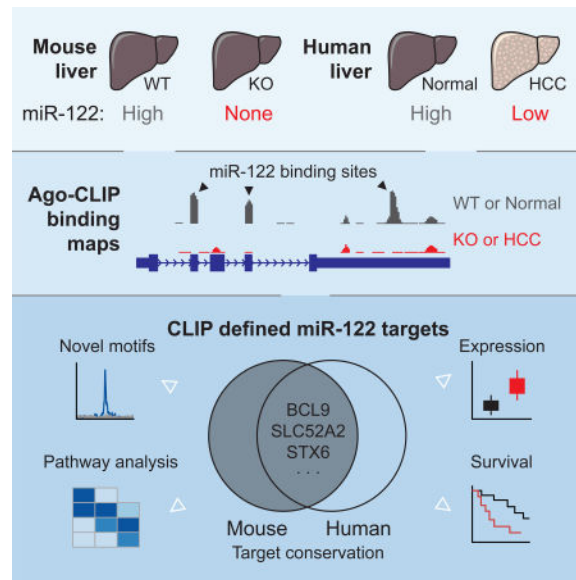 Mouse liver
WT
KO
Human liver
Normal
HCC
miR-122:
High
None
High
Low
Ago-CLIP
binding
maps
miR-122 binding sites
WT or Normal
KO or HCC
CLIP defined miR-122 targets
Novel motifs
Expression
BCL9
SLC52A2
STX6
...
Pathway analysis
Survival
Mouse
Human
Target conservation